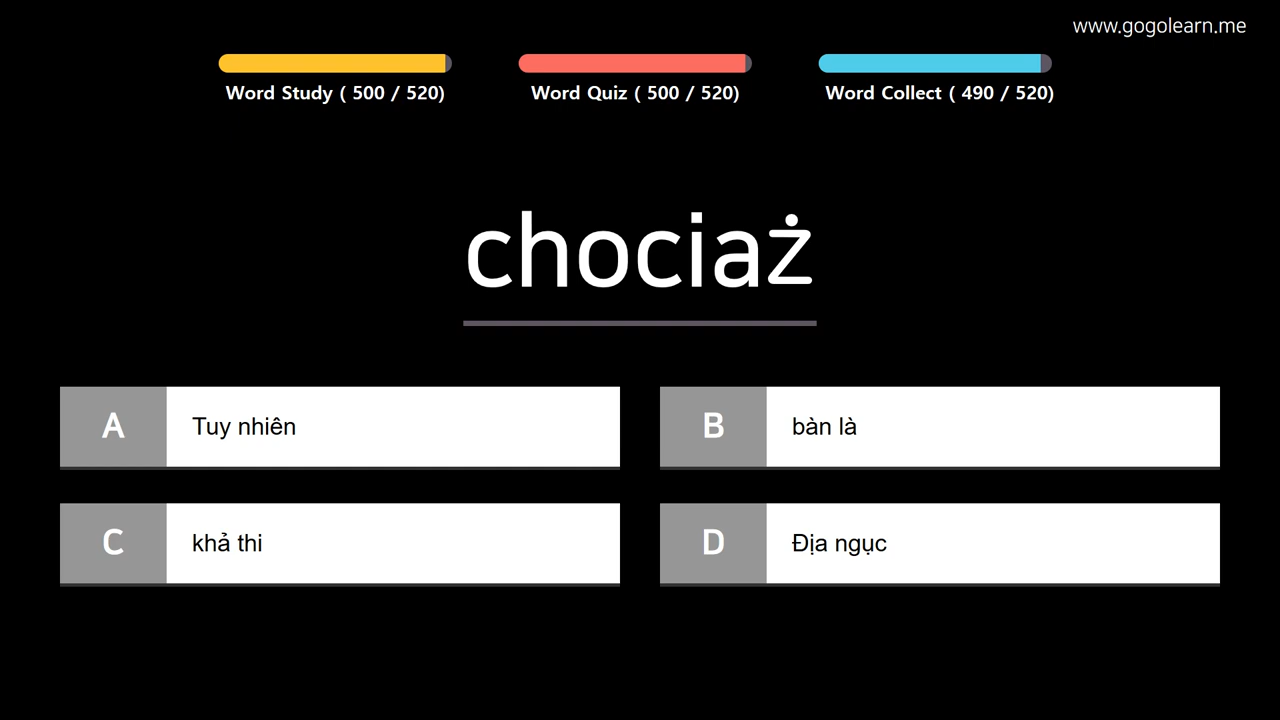 www.gogolearn.me
Word Study ( 500 / 520)
Word Quiz ( 500 / 520)
Word Collect ( 490 / 520)
chociaż
A
Tuy nhiên
B
bàn là
C
khả thi
D
Địa ngục